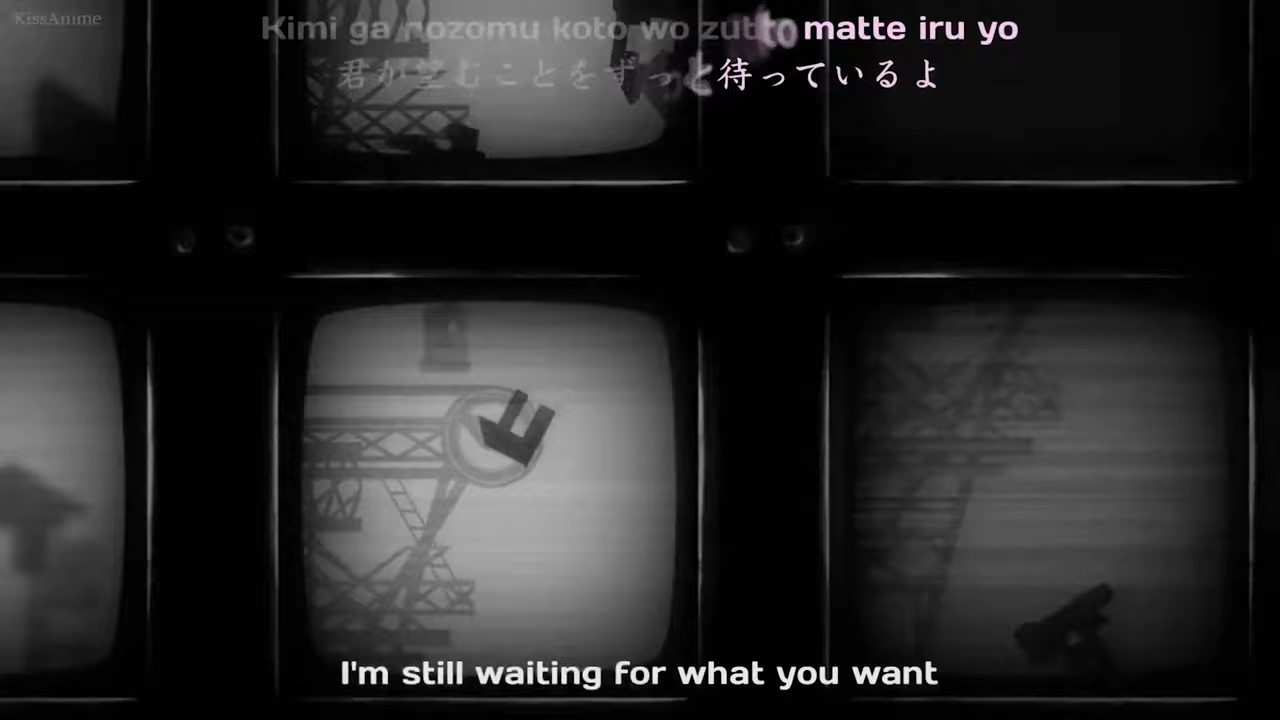 KissAnime
Kimi ga nozomu koto wo zutto matte iru yo
君が望むことをずっと待っているよ
I'm still waiting for what you want